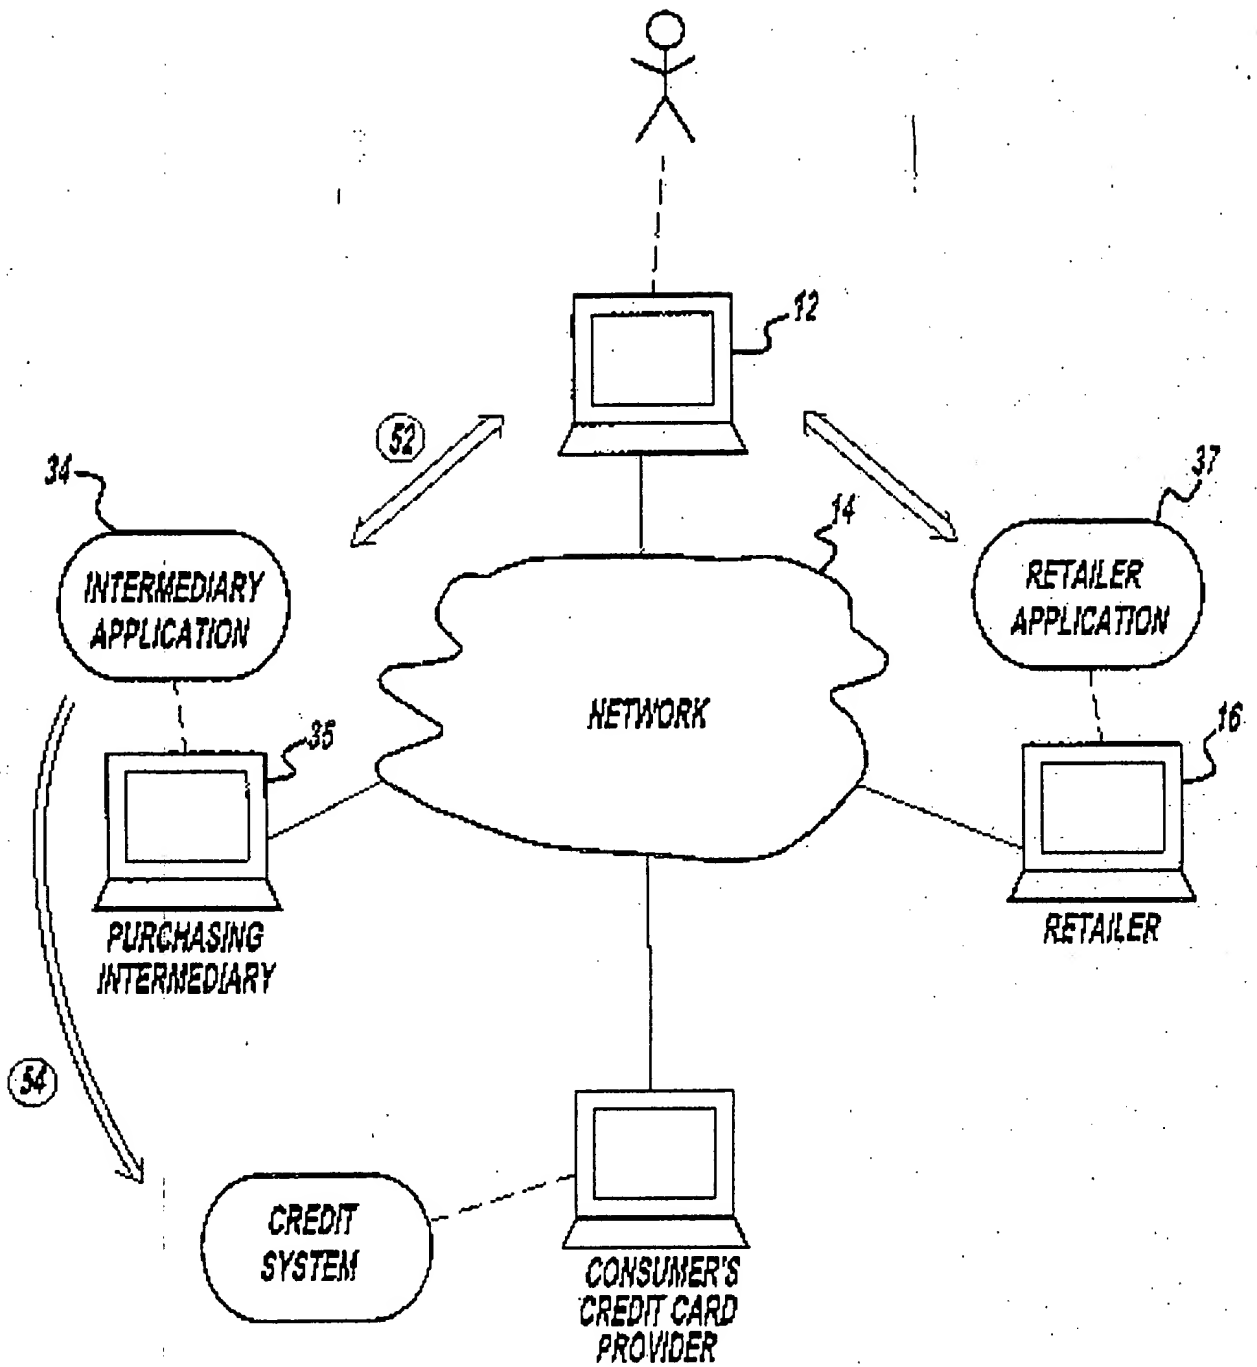 12
52
34
37
14
INTERMEDIARY
APPLICATION
RETAILER
APPLICATION
NETWORK
35
16
PURCHASING
INTERMEDIARY
RETAILER
54
CREDIT
SYSTEM
CONSUMER'S
CREDIT CARD
PROVIDER